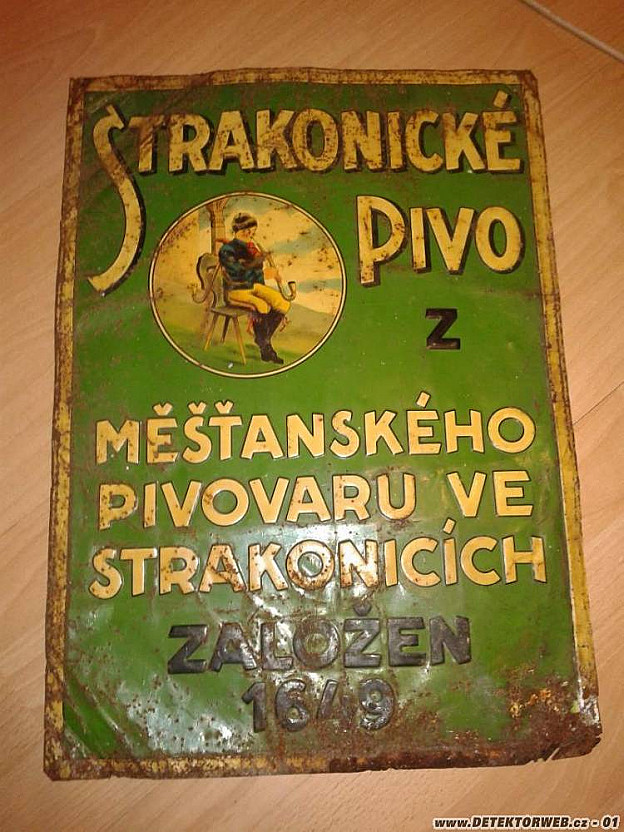 STRAKONICKÉ
PIVO
Z
MĚŠŤANSKÉHO
PIVOVARU VE
STRAKONICÍCH
ZALOŽEN
1649
www.DETEKTORWEB.cz - 01